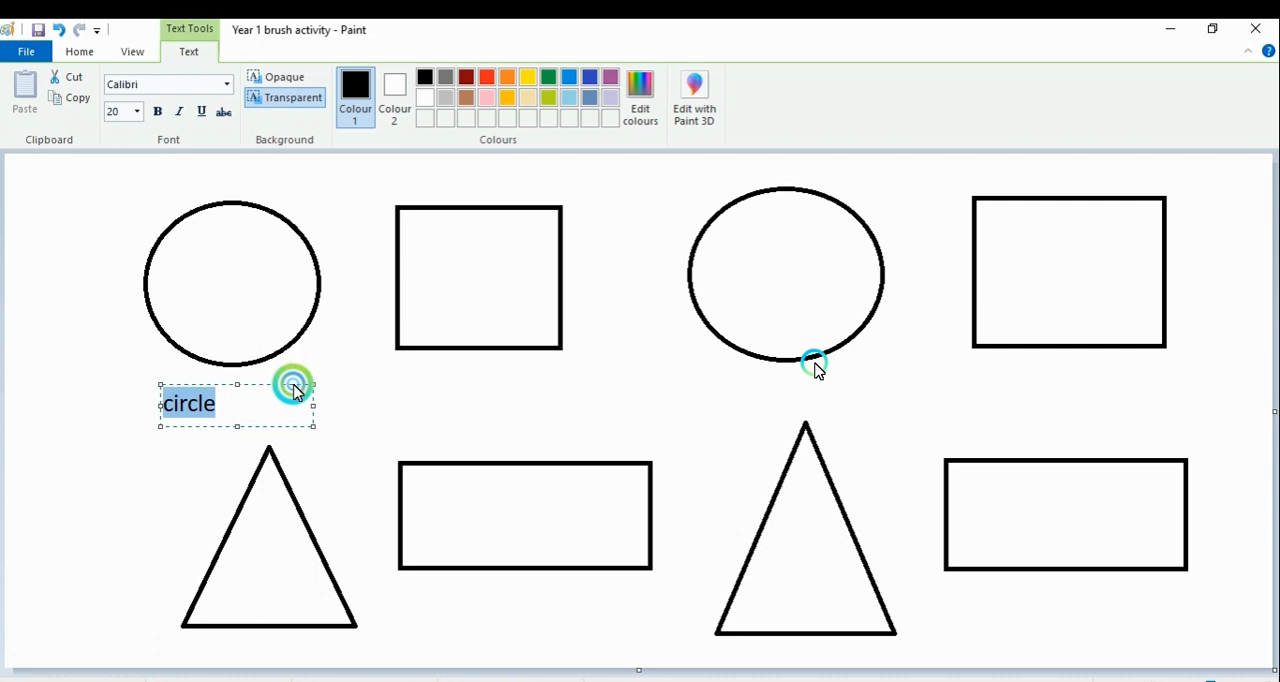 Text Tools
Year 1 brush activity - Paint
File
Home
View
Text
Paste
Cut
Copy
Clipboard
Calibri
20
B I U abc
Font
A Opaque
A Transparent
Background
Colour 1
Colour 2
Edit colours
Colours
Edit with Paint 3D
circle